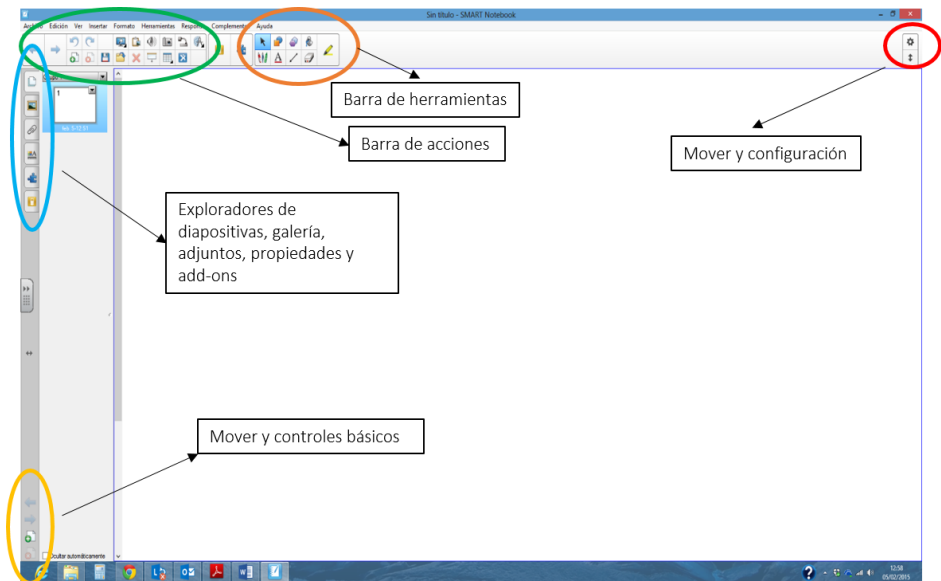 Sin título - SMART Notebook
Archivo Edición Ver Insertar Formato Herramientas Complementos Ayuda
1
Barra de herramientas
Barra de acciones
Mover y configuración
Exploradores de
diapositivas, galería,
adjuntos, propiedades y
add-ons
Mover y controles básicos
Ocultar automáticamente
12:58
05/02/2015